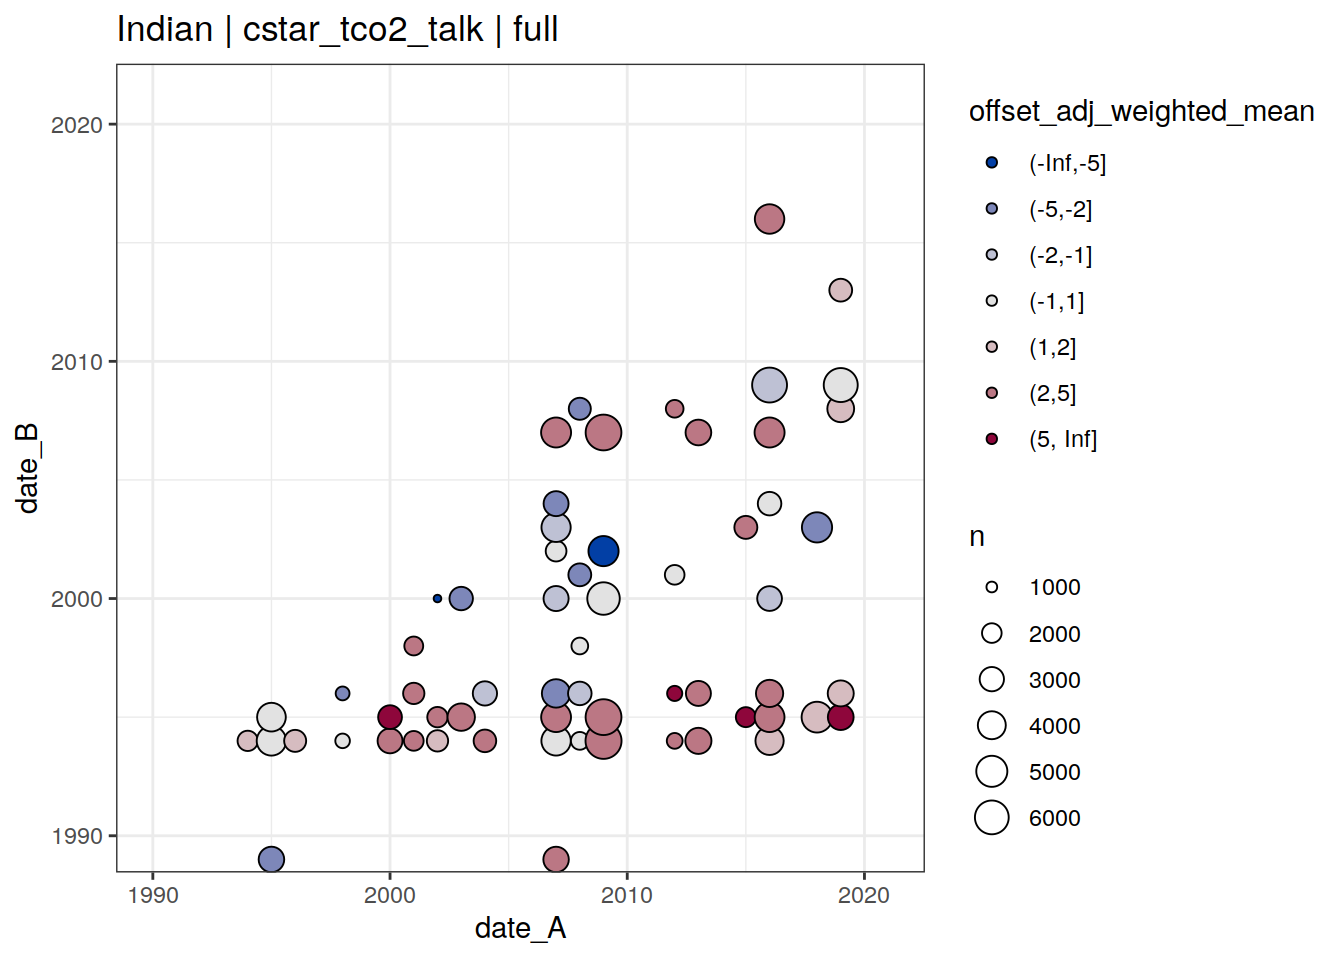 Indian | cstar_tco2_talk | full
2020
2010
2000
1990
date_B
1990
2000
2010
2020
date_A
offset_adj_weighted_mean
(-Inf,-5]
(-5,-2]
(-2,-1]
(-1,1]
(1,2]
(2,5]
(5, Inf]
n
1000
2000
3000
4000
5000
6000